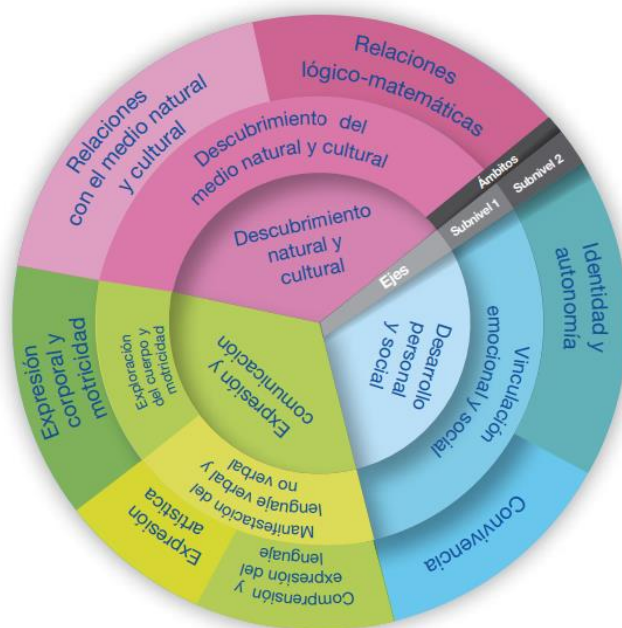 Relaciones
lógico-matemáticas
Relaciones
con el medio natural
y cultural
Descubrimiento del
medio natural y cultural
Descubrimiento
natural y
cultural
Ámbitos
Subnivel 1
Subnivel 2
Ejes
Identidad y
autonomía
Vinculación
emocional y social
Desarrollo
personal
y social
Convivencia
Expresión y
comunicación
Exporación
del cuerpo y
motricidad
Expresión
corporal y
motricidad
Manifestación del
lenguaje verbal y
no verbal
Expresión
artística
Comprensión y
expresión del
lenguaje